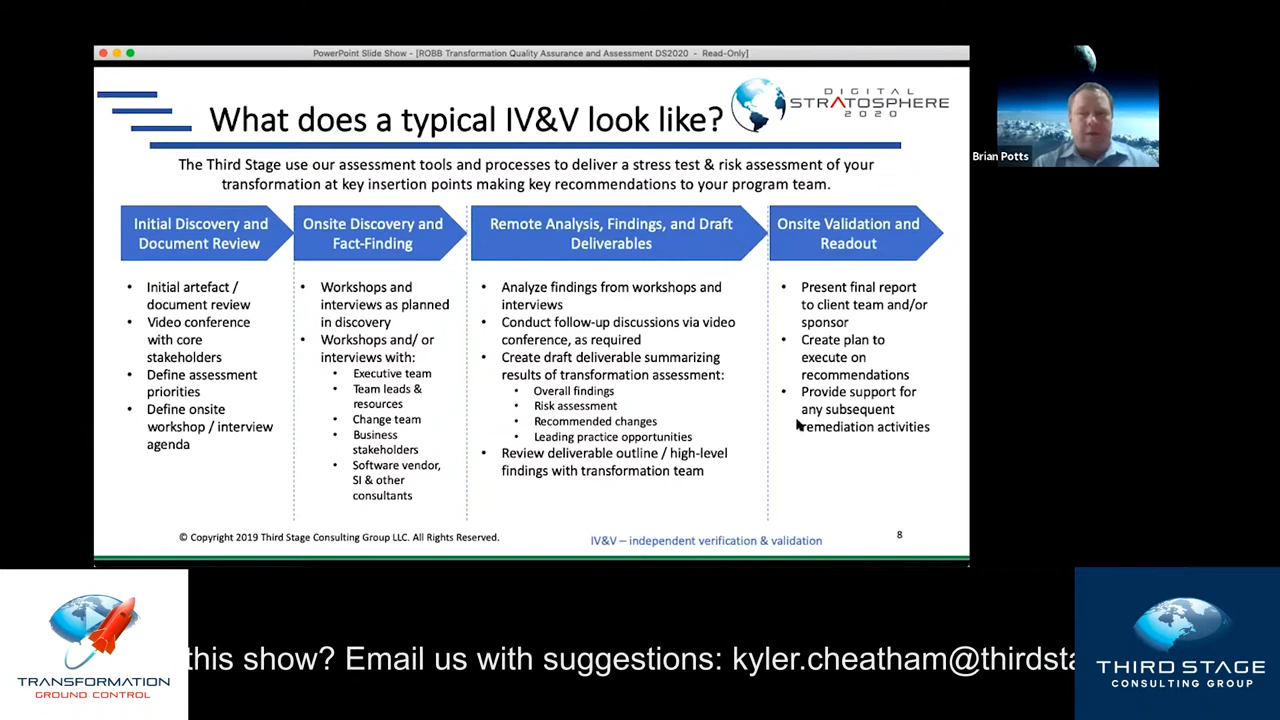 PowerPoint Slide Show - [ROBB Transformation Quality Assurance and Assessment DS2020 - Read-Only]
What does a typical IV&V look like?
DIGITAL
STRATOSPHERE
2020
The Third Stage use our assessment tools and processes to deliver a stress test & risk assessment of your
transformation at key insertion points making key recommendations to your program team.
Initial Discovery and
Document Review
• Initial artefact /
document review
• Video conference
with core
stakeholders
• Define assessment
priorities
• Define onsite
workshop / interview
agenda
Onsite Discovery and
Fact-Finding
• Workshops and
interviews as planned
in discovery
• Workshops and/ or
interviews with:
• Executive team
• Team leads &
resources
• Change team
• Business
stakeholders
• Software vendor,
SI & other
consultants
Remote Analysis, Findings, and Draft
Deliverables
• Analyze findings from workshops and
interviews
• Conduct follow-up discussions via video
conference, as required
• Create draft deliverable summarizing
results of transformation assessment:
• Overall findings
• Risk assessment
• Recommended changes
• Leading practice opportunities
• Review deliverable outline / high-level
findings with transformation team
Onsite Validation and
Readout
• Present final report
to client team and/or
sponsor
• Create plan to
execute on
recommendations
• Provide support for
any subsequent
remediation activities
© Copyright 2019 Third Stage Consulting Group LLC. All Rights Reserved.
IV&V – independent verification & validation
8
Brian Potts
TRANSFORMATION
GROUND CONTROL
this show? Email us with suggestions: kyler.cheatham@thirdsta
THIRD STAGE
CONSULTING GROUP